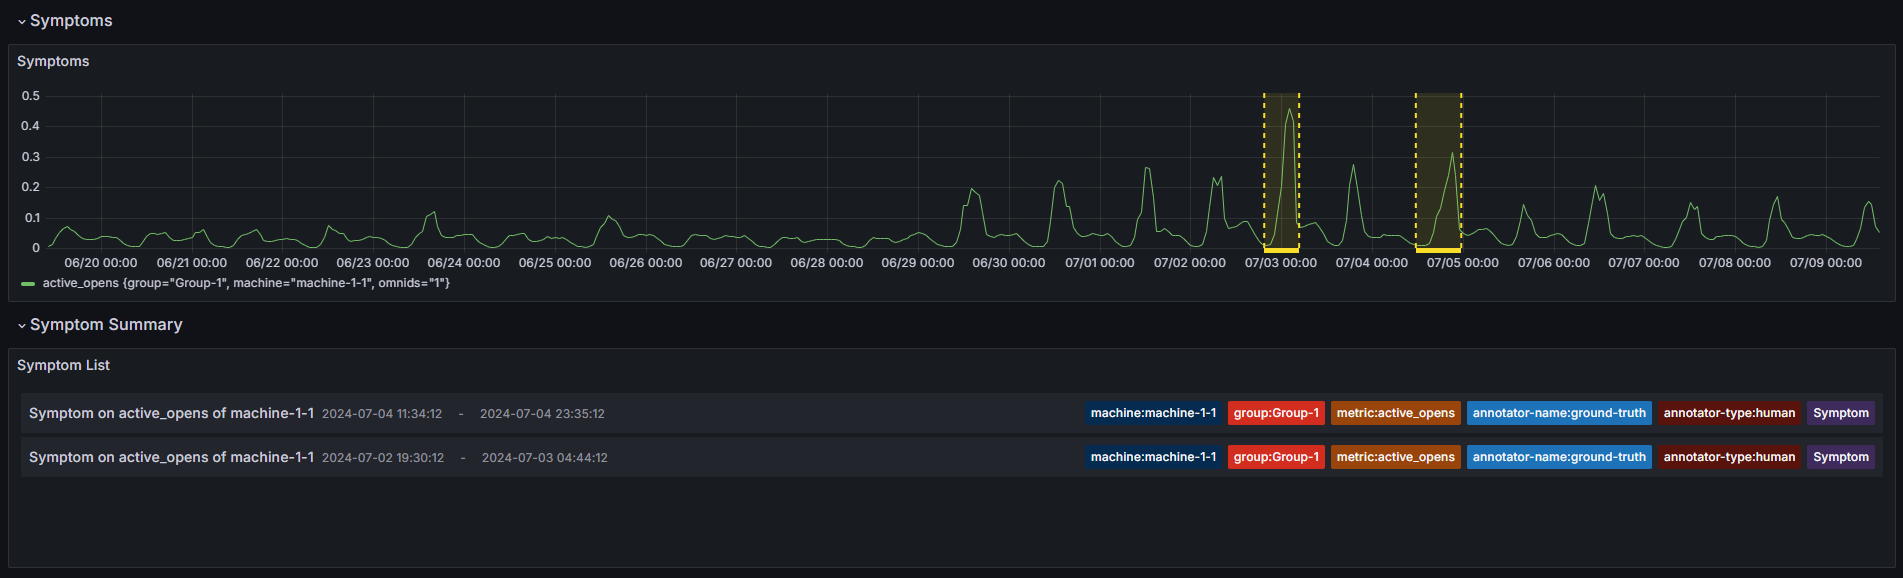 Symptoms
Symptoms
0.5
0.4
0.3
0.2
0.1
0
06/20 00:00 06/21 00:00 06/22 00:00 06/23 00:00 06/24 00:00 06/25 00:00 06/26 00:00 06/27 00:00 06/28 00:00 06/29 00:00 06/30 00:00 07/01 00:00 07/02 00:00 07/03 00:00 07/04 00:00 07/05 00:00 07/06 00:00 07/07 00:00 07/08 00:00 07/09 00:00
active_opens {group="Group-1", machine="machine-1-1", omnids="1"}
Symptom Summary
Symptom List
Symptom on active_opens of machine-1-1 2024-07-04 11:34:12 - 2024-07-04 23:35:12 machine:machine-1-1 group:Group-1 metric:active_opens annotator-name:ground-truth annotator-type:human Symptom
Symptom on active_opens of machine-1-1 2024-07-02 19:30:12 - 2024-07-03 04:44:12 machine:machine-1-1 group:Group-1 metric:active_opens annotator-name:ground-truth annotator-type:human Symptom